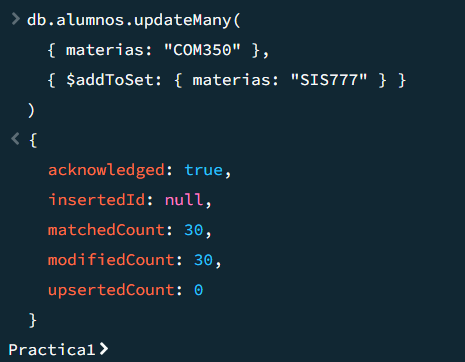 > db.alumnos.updateMany(
{ materias: "COM350" },
{ $addToSet: { materias: "SIS777" } }
)
< {
acknowledged: true,
insertedId: null,
matchedCount: 30,
modifiedCount: 30,
upsertedCount: 0
}
Practica1>